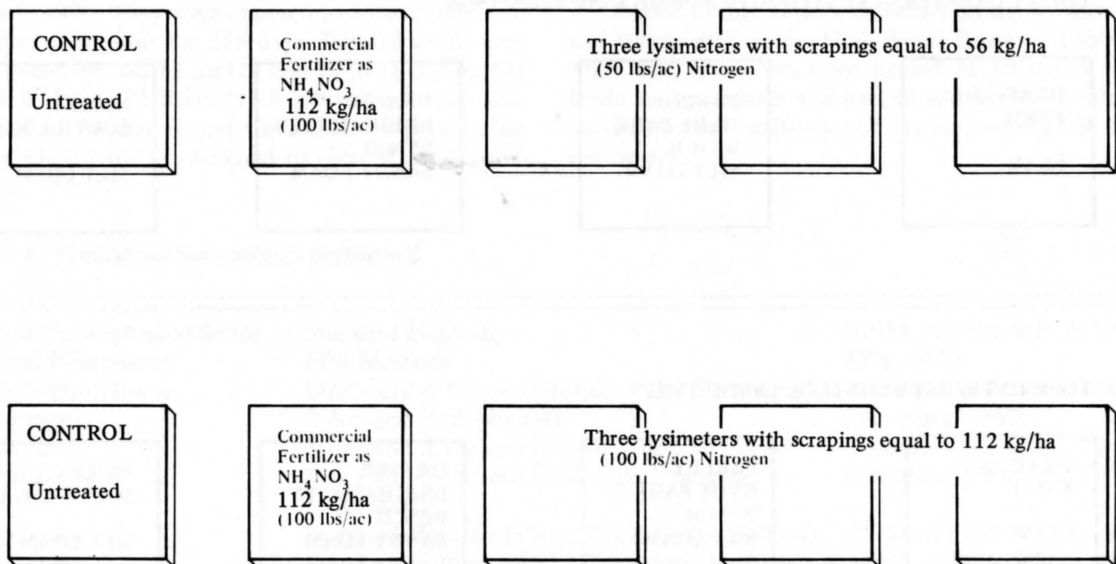 CONTROL
Untreated
Commercial
Fertilizer as
NH₄NO₃
112 kg/ha
(100 lbs/ac)
Three lysimeters with scrapings equal to 56 kg/ha
(50 lbs/ac) Nitrogen
CONTROL
Untreated
Commercial
Fertilizer as
NH₄NO₃
112 kg/ha
(100 lbs/ac)
Three lysimeters with scrapings equal to 112 kg/ha
(100 lbs/ac) Nitrogen